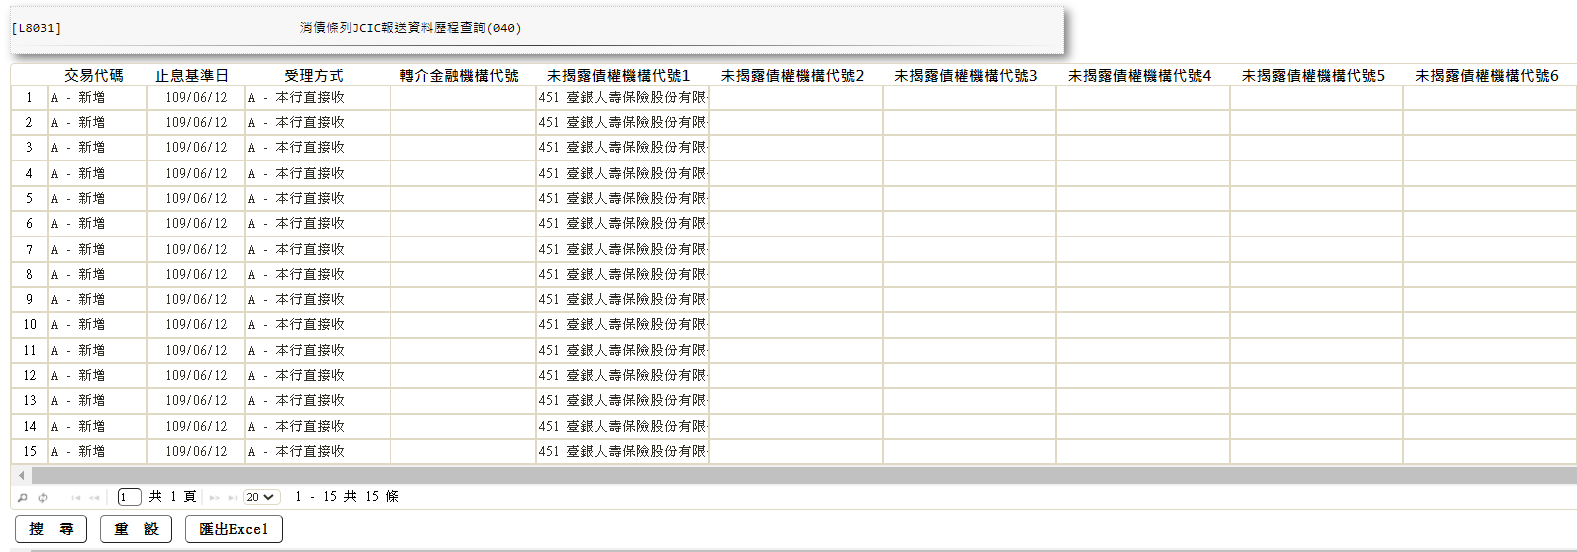 [L8031] 消債條列JCIC報送資料歷程查詢(040)
交易代碼 止息基準日 受理方式 轉介金融機構代號 未揭露債權機構代號1 未揭露債權機構代號2 未揭露債權機構代號3 未揭露債權機構代號4 未揭露債權機構代號5 未揭露債權機構代號6
1 A - 新增 109/06/12 A - 本行直接收 451 臺銀人壽保險股份有限
2 A - 新增 109/06/12 A - 本行直接收 451 臺銀人壽保險股份有限
3 A - 新增 109/06/12 A - 本行直接收 451 臺銀人壽保險股份有限
4 A - 新增 109/06/12 A - 本行直接收 451 臺銀人壽保險股份有限
5 A - 新增 109/06/12 A - 本行直接收 451 臺銀人壽保險股份有限
6 A - 新增 109/06/12 A - 本行直接收 451 臺銀人壽保險股份有限
7 A - 新增 109/06/12 A - 本行直接收 451 臺銀人壽保險股份有限
8 A - 新增 109/06/12 A - 本行直接收 451 臺銀人壽保險股份有限
9 A - 新增 109/06/12 A - 本行直接收 451 臺銀人壽保險股份有限
10 A - 新增 109/06/12 A - 本行直接收 451 臺銀人壽保險股份有限
11 A - 新增 109/06/12 A - 本行直接收 451 臺銀人壽保險股份有限
12 A - 新增 109/06/12 A - 本行直接收 451 臺銀人壽保險股份有限
13 A - 新增 109/06/12 A - 本行直接收 451 臺銀人壽保險股份有限
14 A - 新增 109/06/12 A - 本行直接收 451 臺銀人壽保險股份有限
15 A - 新增 109/06/12 A - 本行直接收 451 臺銀人壽保險股份有限
1 共 1 頁 20 1 - 15 共 15 條
搜 尋 重 設 匯出Excel